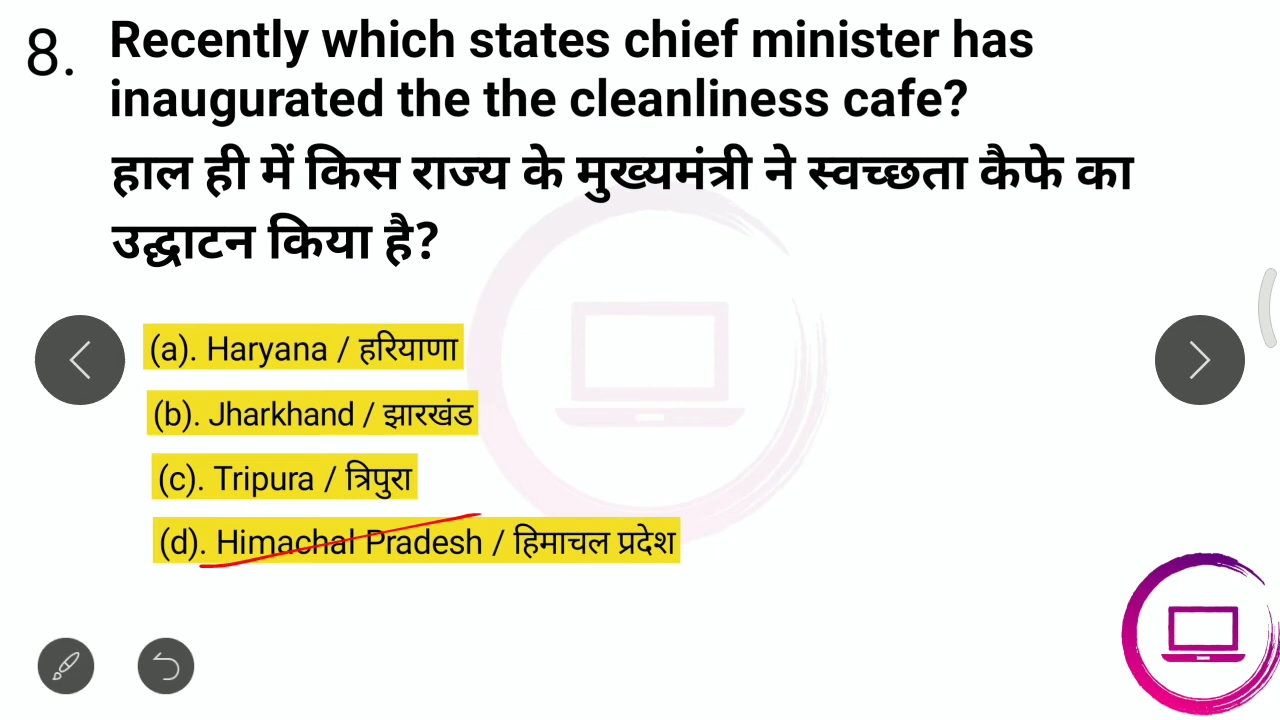 8. Recently which states chief minister has
inaugurated the the cleanliness cafe?
हाल ही में किस राज्य के मुख्यमंत्री ने स्वच्छता कैफे का
उद्घाटन किया है?
(a). Haryana / हरियाणा
(b). Jharkhand / झारखंड
(c). Tripura / त्रिपुरा
(d). Himachal Pradesh / हिमाचल प्रदेश